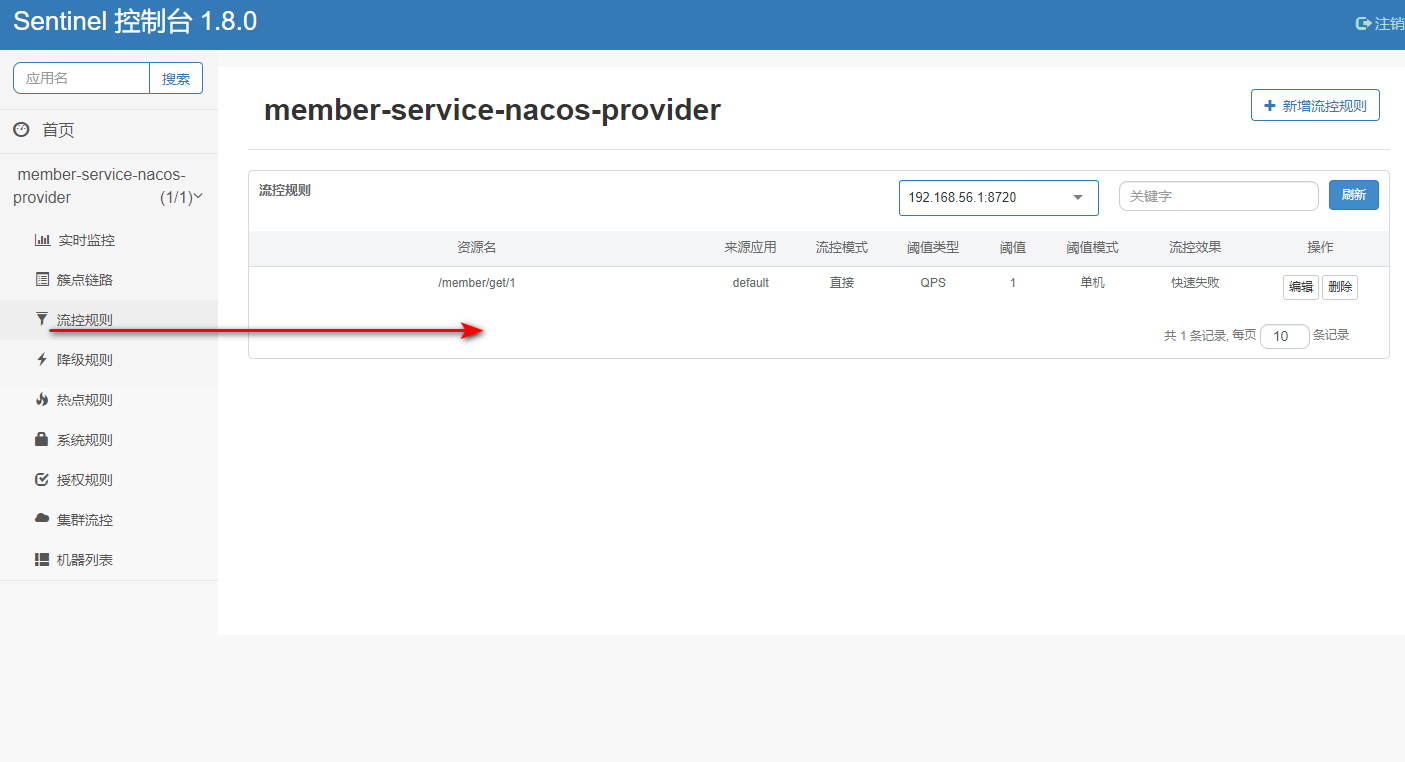 Sentinel 控制台 1.8.0
注销
应用名 搜索
首页
member-service-nacos-
provider (1/1)
实时监控
簇点链路
流控规则
降级规则
热点规则
系统规则
授权规则
集群流控
机器列表
member-service-nacos-provider
新增流控规则
流控规则
192.168.56.1:8720
关键字
刷新
资源名 来源应用 流控模式 阈值类型 阈值 阈值模式 流控效果 操作
/member/get/1 default 直接 QPS 1 单机 快速失败 编辑 删除
共 1 条记录, 每页 10 条记录